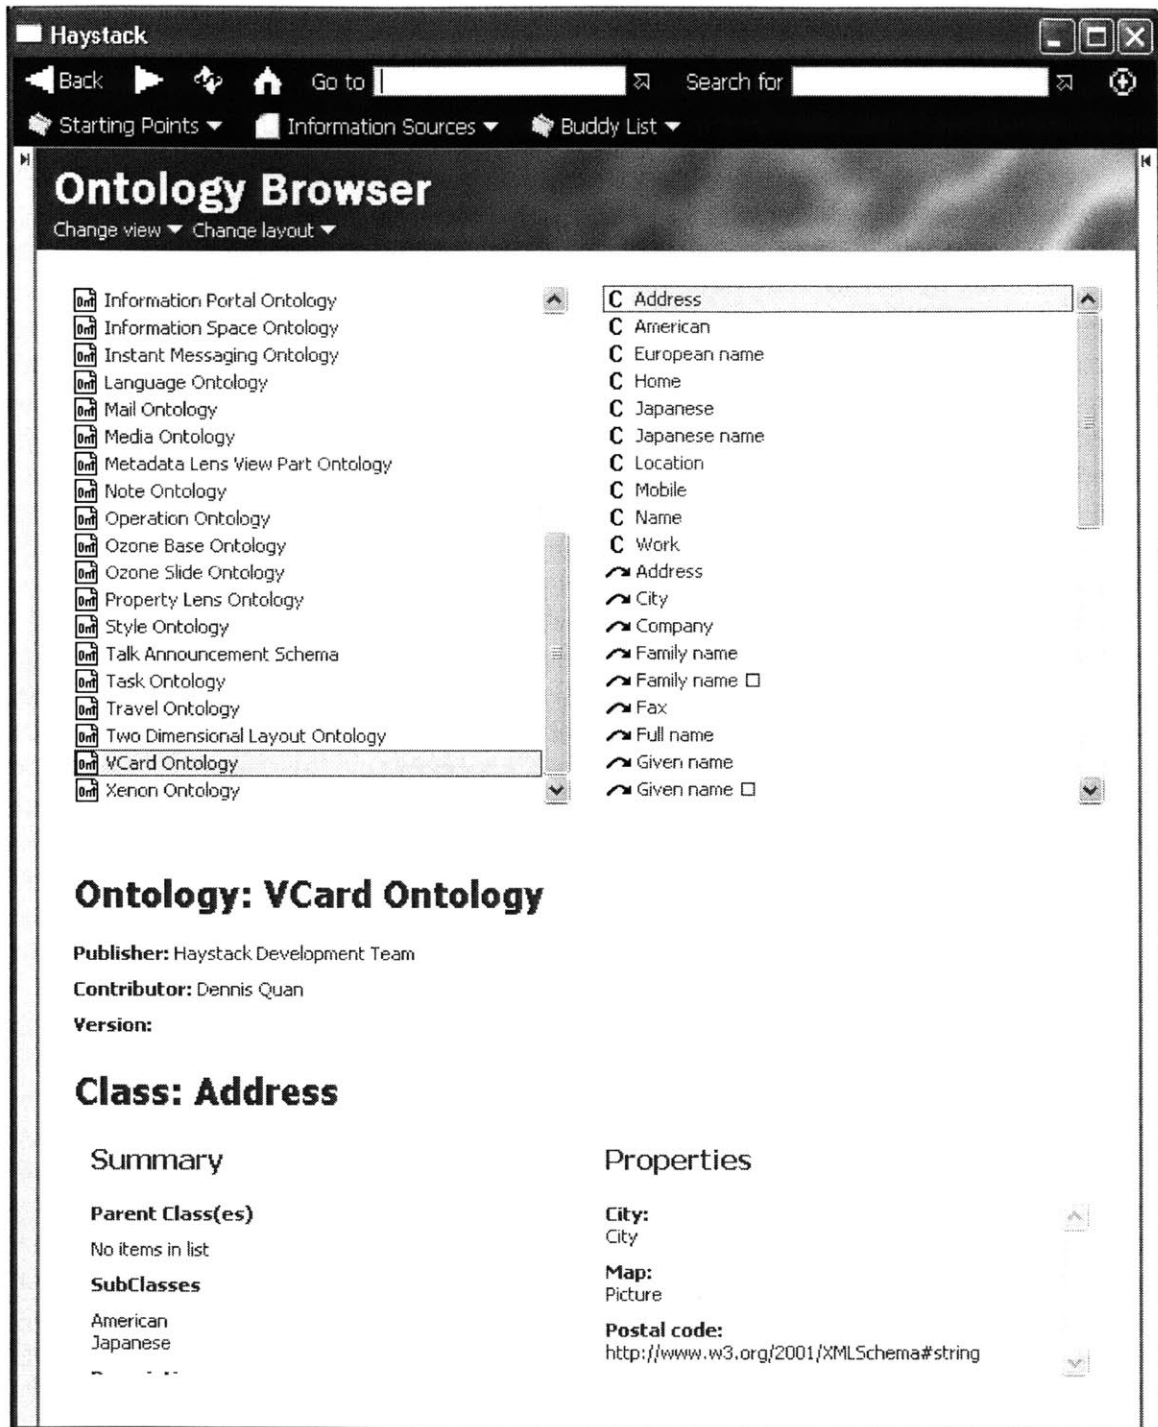 Haystack
Back Go to Search for
Starting Points Information Sources Buddy List
Ontology Browser
Change view Change layout
Information Portal Ontology
Information Space Ontology
Instant Messaging Ontology
Language Ontology
Mail Ontology
Media Ontology
Metadata Lens View Part Ontology
Note Ontology
Operation Ontology
Ozone Base Ontology
Ozone Slide Ontology
Property Lens Ontology
Style Ontology
Talk Announcement Schema
Task Ontology
Travel Ontology
Two Dimensional Layout Ontology
VCard Ontology
Xenon Ontology
C Address
C American
C European name
C Home
C Japanese
C Japanese name
C Location
C Mobile
C Name
C Work
Address
City
Company
Family name
Family name □
Fax
Full name
Given name
Given name □
Ontology: VCard Ontology
Publisher: Haystack Development Team
Contributor: Dennis Quan
Version:
Class: Address
Summary
Parent Class(es)
No items in list
SubClasses
American
Japanese
Properties
City:
City
Map:
Picture
Postal code:
http://www.w3.org/2001/XMLSchema#string